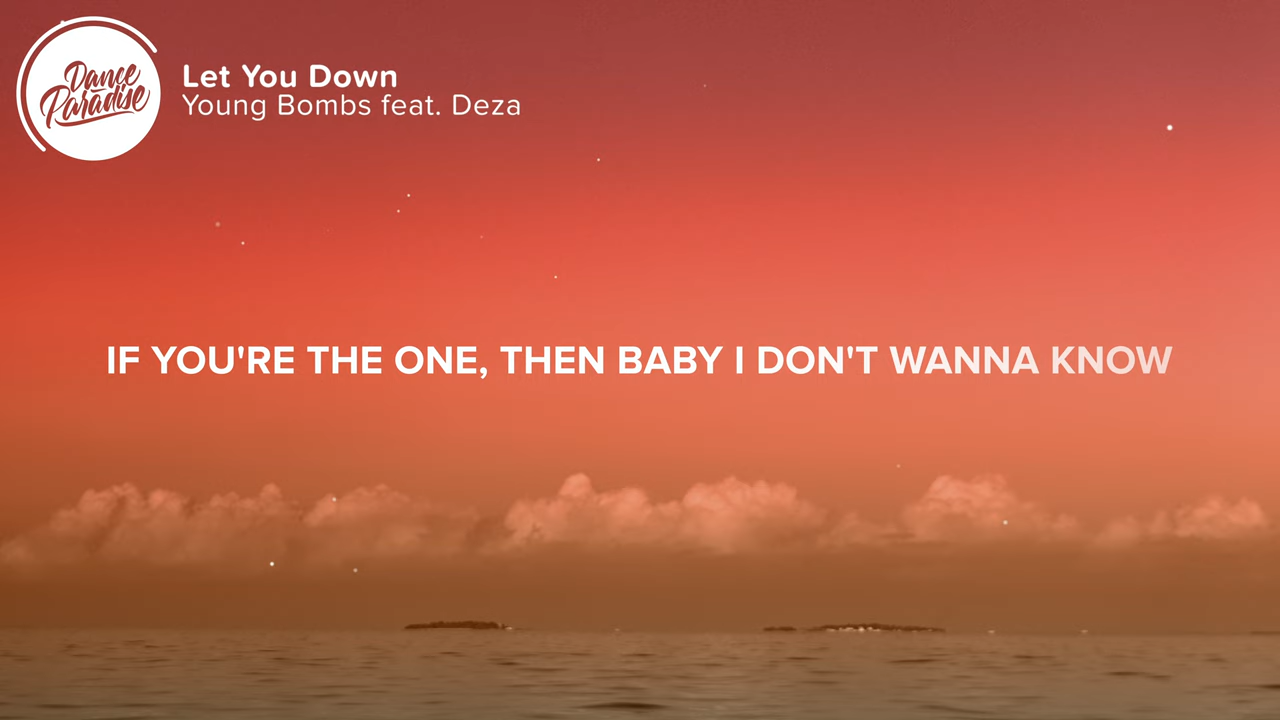 Dance
Paradise
Let You Down
Young Bombs feat. Deza
IF YOU'RE THE ONE, THEN BABY I DON'T WANNA KNOW